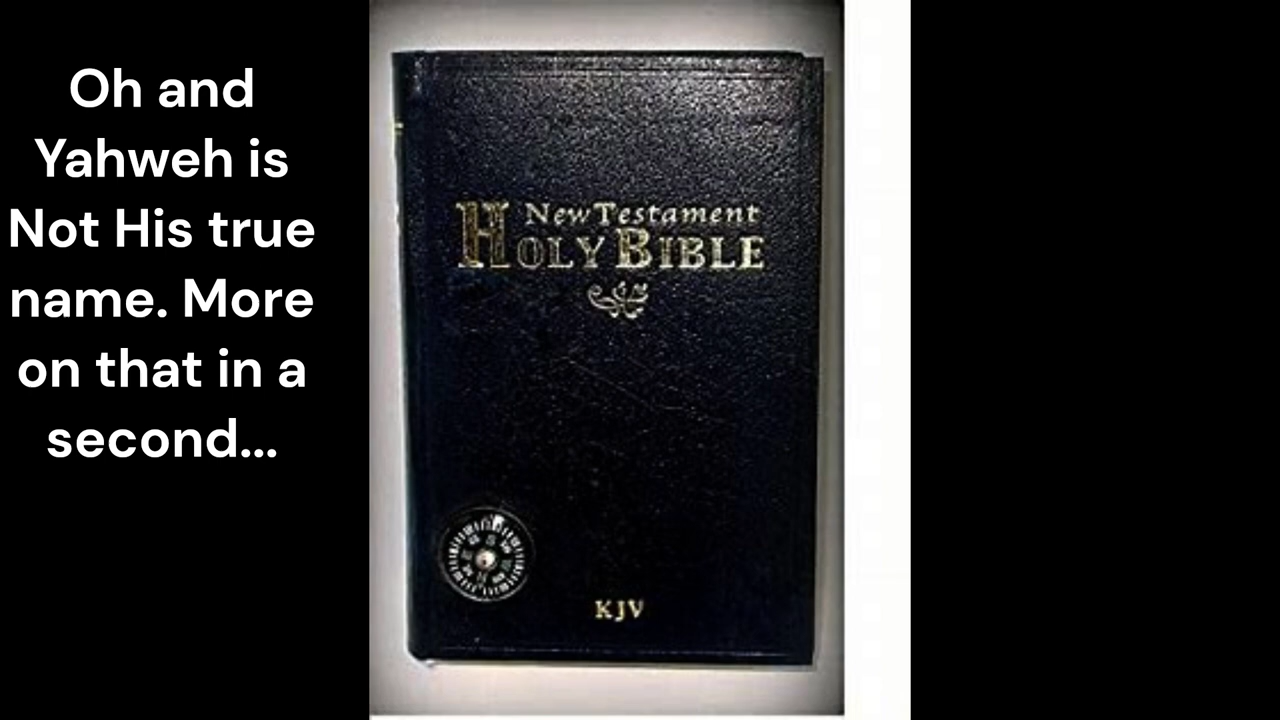 Oh and
Yahweh is
Not His true
name. More
on that in a
second...
New Testament
HOLY BIBLE
KJV